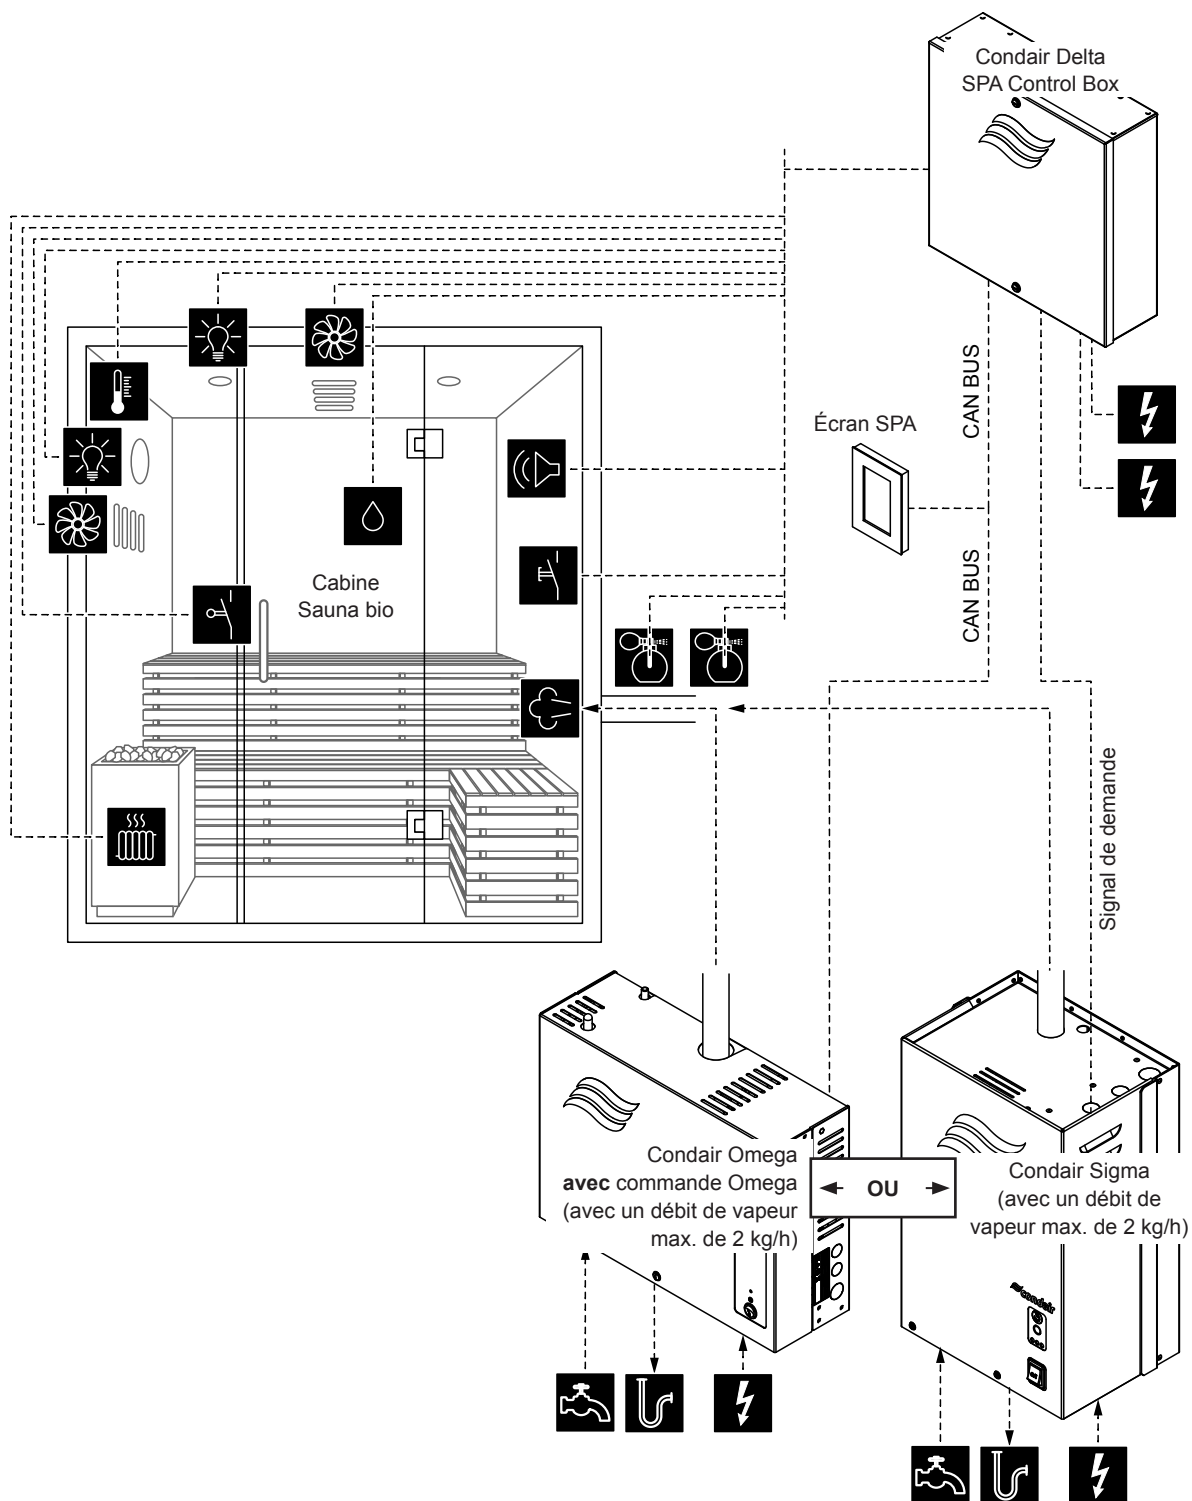 Condair Delta
SPA Control Box
CAN BUS
Écran SPA
CAN BUS
Cabine
Sauna bio
Signal de demande
Condair Omega
avec commande Omega
(avec un débit de vapeur
max. de 2 kg/h)
OU
Condair Sigma
(avec un débit de
vapeur max. de 2 kg/h)
condair